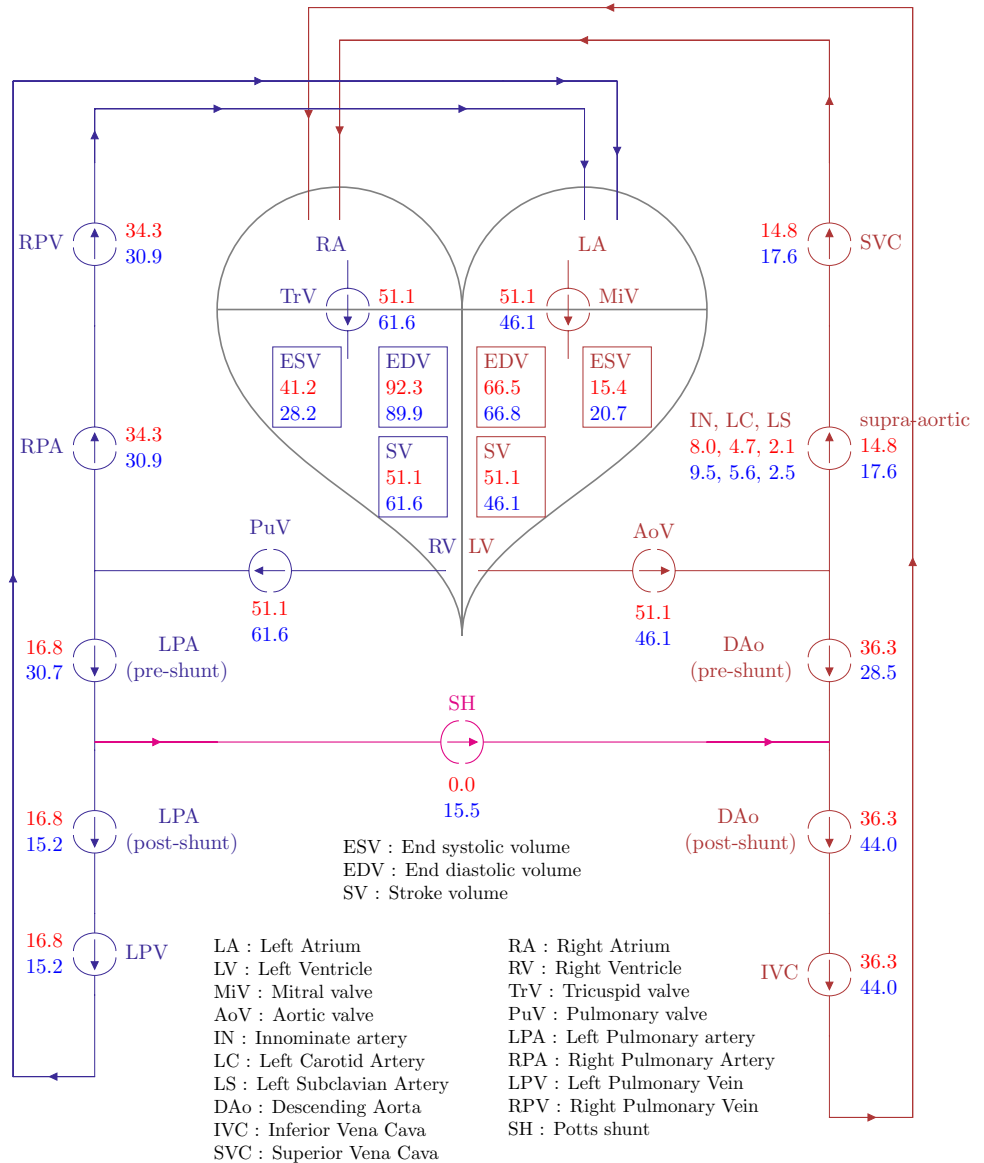 RPV
34.3
30.9
RA
LA
14.8
17.6
SVC
TrV
51.1
61.6
51.1
46.1
MiV
ESV
41.2
28.2
EDV
92.3
89.9
EDV
66.5
66.8
ESV
15.4
20.7
RPA
34.3
30.9
SV
51.1
61.6
SV
51.1
46.1
IN, LC, LS
8.0, 4.7, 2.1
9.5, 5.6, 2.5
supra-aortic
14.8
17.6
PuV
51.1
61.6
RV
LV
AoV
51.1
46.1
16.8
30.7
LPA
(pre-shunt)
DAo
(pre-shunt)
36.3
28.5
SH
0.0
15.5
16.8
15.2
LPA
(post-shunt)
DAo
(post-shunt)
36.3
44.0
ESV : End systolic volume
EDV : End diastolic volume
SV : Stroke volume
16.8
15.2
LPV
IVC
36.3
44.0
LA : Left Atrium
LV : Left Ventricle
MiV : Mitral valve
AoV : Aortic valve
IN : Innominate artery
LC : Left Carotid Artery
LS : Left Subclavian Artery
DAo : Descending Aorta
IVC : Inferior Vena Cava
SVC : Superior Vena Cava
RA : Right Atrium
RV : Right Ventricle
TrV : Tricuspid valve
PuV : Pulmonary valve
LPA : Left Pulmonary artery
RPA : Right Pulmonary Artery
LPV : Left Pulmonary Vein
RPV : Right Pulmonary Vein
SH : Potts shunt